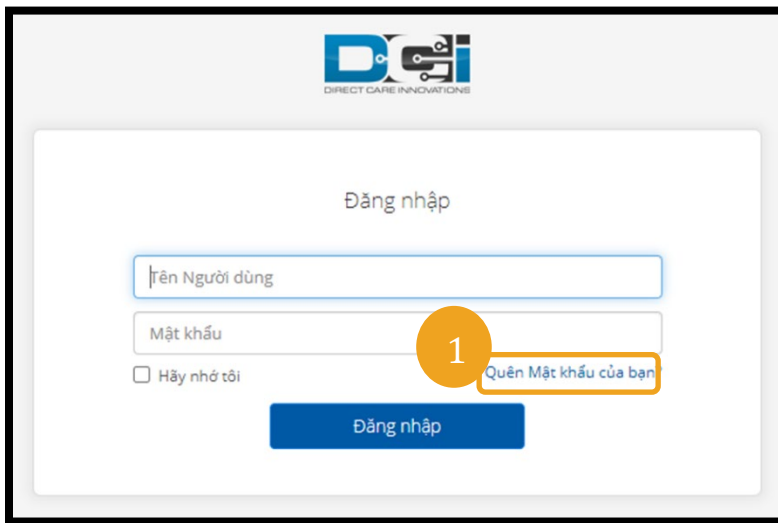 DCi
DIRECT CARE INNOVATIONS
Đăng nhập
Tên Người dùng
Mật khẩu
1
Hãy nhớ tôi
Quên Mật khẩu của bạn?
Đăng nhập